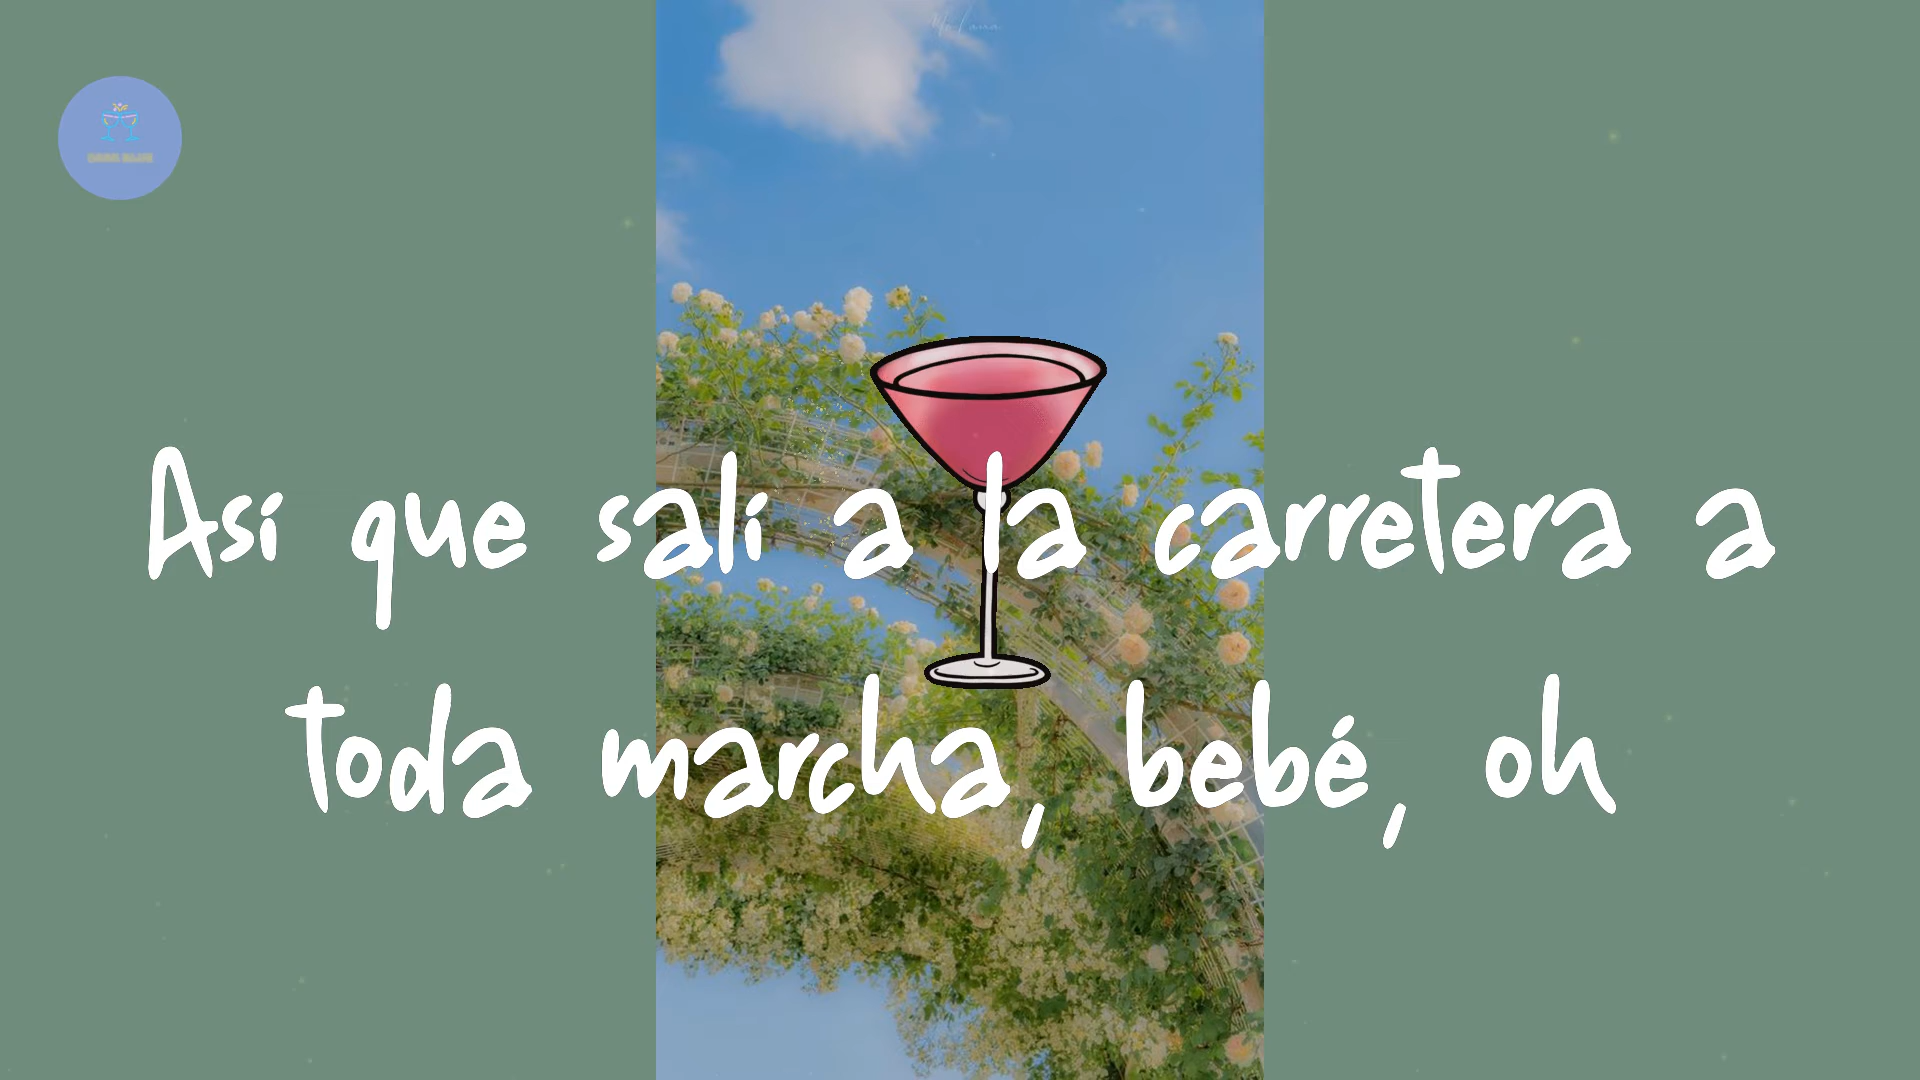 Así que salí a la carretera a
toda marcha, bebé, oh